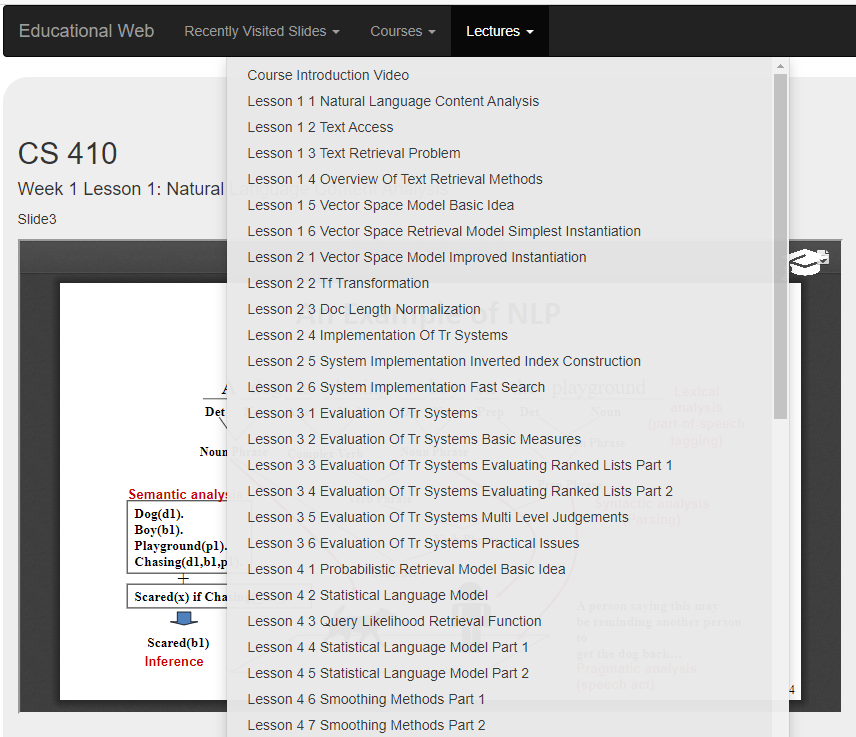 Educational Web Recently Visited Slides Courses Lectures
Course Introduction Video
Lesson 1 1 Natural Language Content Analysis
Lesson 1 2 Text Access
Lesson 1 3 Text Retrieval Problem
Lesson 1 4 Overview Of Text Retrieval Methods
Lesson 1 5 Vector Space Model Basic Idea
Lesson 1 6 Vector Space Retrieval Model Simplest Instantiation
Lesson 2 1 Vector Space Model Improved Instantiation
Lesson 2 2 Tf Transformation
Lesson 2 3 Doc Length Normalization
Lesson 2 4 Implementation Of Tr Systems
Lesson 2 5 System Implementation Inverted Index Construction
Lesson 2 6 System Implementation Fast Search
Lesson 3 1 Evaluation Of Tr Systems
Lesson 3 2 Evaluation Of Tr Systems Basic Measures
Lesson 3 3 Evaluation Of Tr Systems Evaluating Ranked Lists Part 1
Lesson 3 4 Evaluation Of Tr Systems Evaluating Ranked Lists Part 2
Lesson 3 5 Evaluation Of Tr Systems Multi Level Judgements
Lesson 3 6 Evaluation Of Tr Systems Practical Issues
Lesson 4 1 Probabilistic Retrieval Model Basic Idea
Lesson 4 2 Statistical Language Model
Lesson 4 3 Query Likelihood Retrieval Function
Lesson 4 4 Statistical Language Model Part 1
Lesson 4 5 Statistical Language Model Part 2
Lesson 4 6 Smoothing Methods Part 1
Lesson 4 7 Smoothing Methods Part 2
CS 410
Week 1 Lesson 1: Natural
Slide3
An Example of NLP
A
playground
Det
Prep Det Noun
Lexical
analysis
(part-of-speech
tagging)
Noun Phrase
Complex Verb
Noun Phrase
Semantic analys
Dog(d1).
Boy(b1).
Playground(p1).
Chasing(d1,b1,p
+
Scared(x) if Cha
Scared(b1)
Inference
A person saying this may
be reminding another person
to
get the dog back...
Pragmatic analysis
(speech act)
4